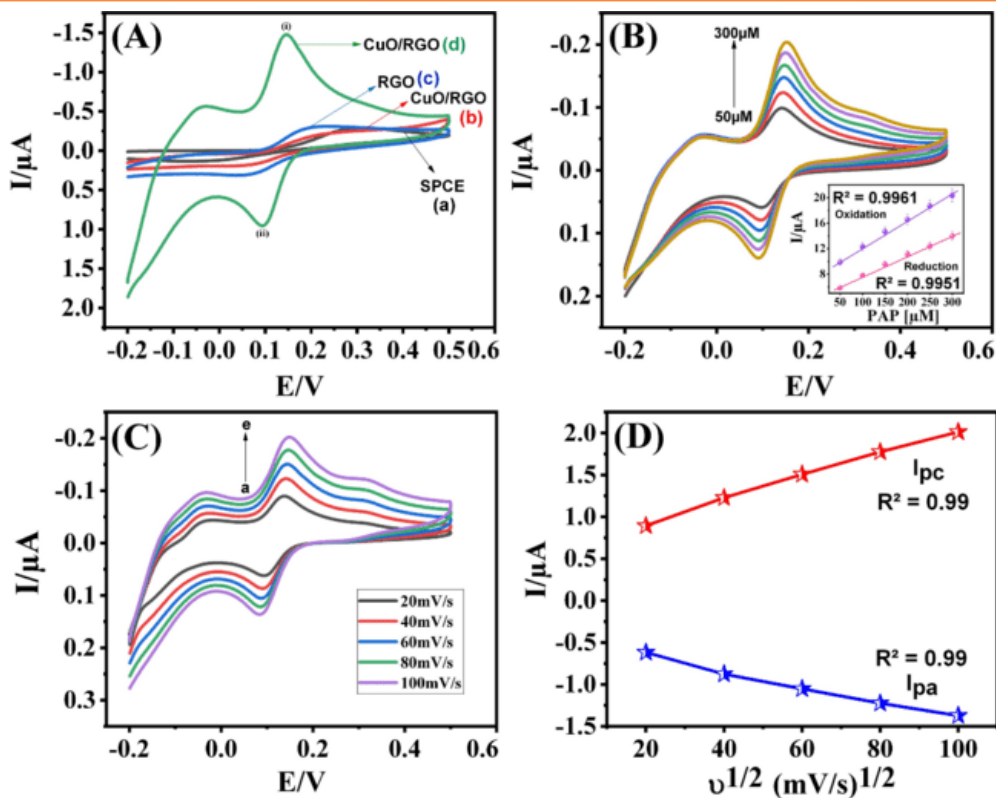 (A)
-1.5
-1.0
-0.5
0.0
0.5
1.0
1.5
2.0
I/µA
(i)
CuO/RGO (d)
RGO (c)
CuO/RGO
(b)
SPCE
(a)
(ii)
-0.2 -0.1 0.0 0.1 0.2 0.3 0.4 0.5 0.6
E/V
(B)
-0.2
-0.1
0.0
0.1
0.2
I/µA
300µM
50µM
R² = 0.9961
Oxidation
Reduction
R² = 0.9951
20
16
12
8
I/µA
50 100 150 200 250 300
PAP [µM]
-0.2 0.0 0.2 0.4 0.6
E/V
(C)
-0.2
-0.1
0.0
0.1
0.2
0.3
I/µA
e
a
20mV/s
40mV/s
60mV/s
80mV/s
100mV/s
-0.2 0.0 0.2 0.4 0.6
E/V
(D)
2.0
1.5
1.0
0.5
0.0
-0.5
-1.0
-1.5
I/µA
Ipc
R² = 0.99
R² = 0.99
Ipa
20 40 60 80 100
υ1/2 (mV/s)1/2